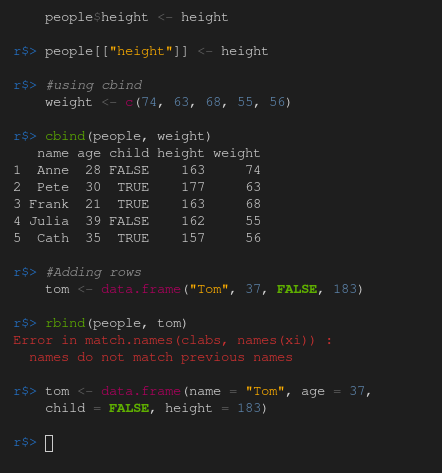 people$height <- height
r$> people[["height"]] <- height
r$> #using cbind
weight <- c(74, 63, 68, 55, 56)
r$> cbind(people, weight)
name age child height weight
1 Anne 28 FALSE 163 74
2 Pete 30 TRUE 177 63
3 Frank 21 TRUE 163 68
4 Julia 39 FALSE 162 55
5 Cath 35 TRUE 157 56
r$> #Adding rows
tom <- data.frame("Tom", 37, FALSE, 183)
r$> rbind(people, tom)
Error in match.names(clabs, names(xi)) :
names do not match previous names
r$> tom <- data.frame(name = "Tom", age = 37,
child = FALSE, height = 183)
r$>